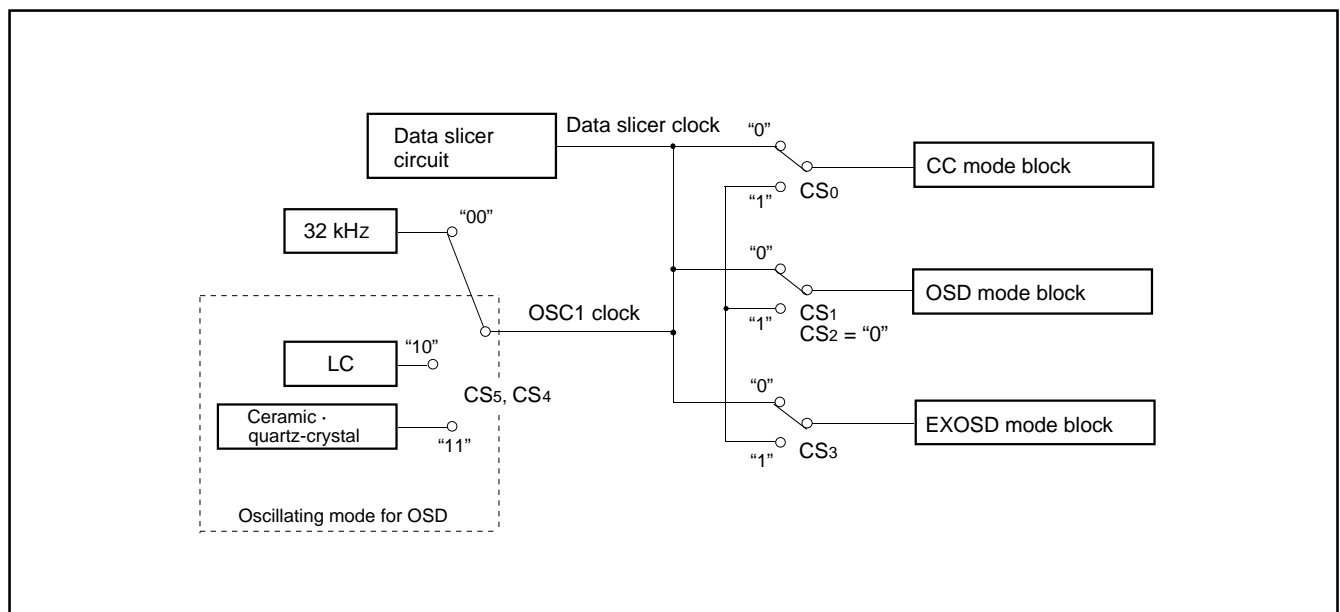 Data slicer
circuit
Data slicer clock
“0”
CC mode block
“1”
CS0
32 kHz
“00”
“0”
OSD mode block
OSC1 clock
“1”
CS1
CS2 = “0”
LC
“10”
CS5, CS4
“0”
Ceramic ·
quartz-crystal
“11”
EXOSD mode block
“1”
CS3
Oscillating mode for OSD